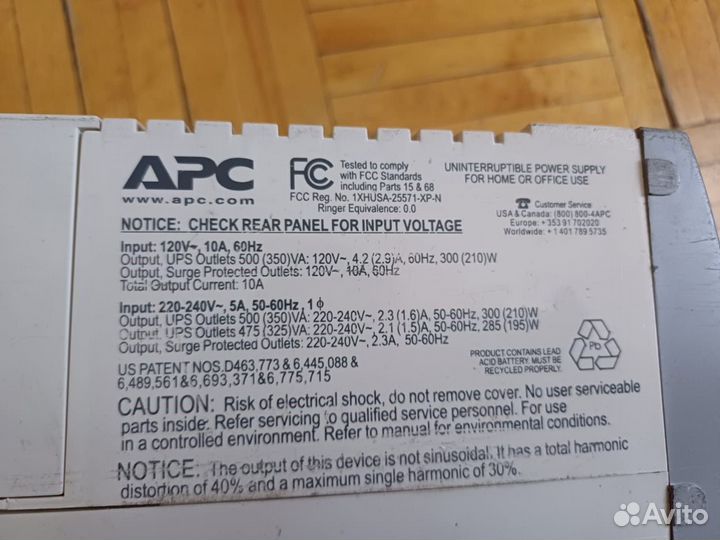 APC
www.apc.com
FC
Tested to comply
with FCC Standards
including Parts 15 & 68
FCC Reg. No. 1XHUSA-25571-XP-N
Ringer Equivalence: 0.0
UNINTERRUPTIBLE POWER SUPPLY
FOR HOME OR OFFICE USE
☎ Customer Service
USA & Canada: (800) 800-4APC
Europe: +353 91 702020
Worldwide: +1 401 789 5735
NOTICE: CHECK REAR PANEL FOR INPUT VOLTAGE
Input: 120V~, 10A, 60Hz
Output, UPS Outlets 500 (350)VA: 120V~, 4.2 (2.9)A, 60Hz, 300 (210)W
Output, Surge Protected Outlets: 120V~, 10A, 60Hz
Total Output Current: 10A
Input: 220-240V~, 5A, 50-60Hz, 1ϕ
Output, UPS Outlets 500 (350)VA: 220-240V~, 2.3 (1.6)A, 50-60Hz, 300 (210)W
Output, UPS Outlets 475 (325)VA: 220-240V~, 2.1 (1.5)A, 50-60Hz, 285 (195)W
Output, Surge Protected Outlets: 220-240V~, 2.3A, 50-60Hz
US PATENT NOS. D463,773 & 6,445,088 &
6,489,561 & 6,693,371 & 6,775,715
PRODUCT CONTAINS LEAD
ACID BATTERY. MUST BE
RECYCLED PROPERLY.
Pb
CAUTION: Risk of electrical shock, do not remove cover. No user serviceable
parts inside. Refer servicing to qualified service personnel. For use
in a controlled environment. Refer to manual for environmental conditions.
NOTICE: The output of this device is not sinusoidal. It has a total harmonic
distortion of 40% and a maximum single harmonic of 30%.
Avito